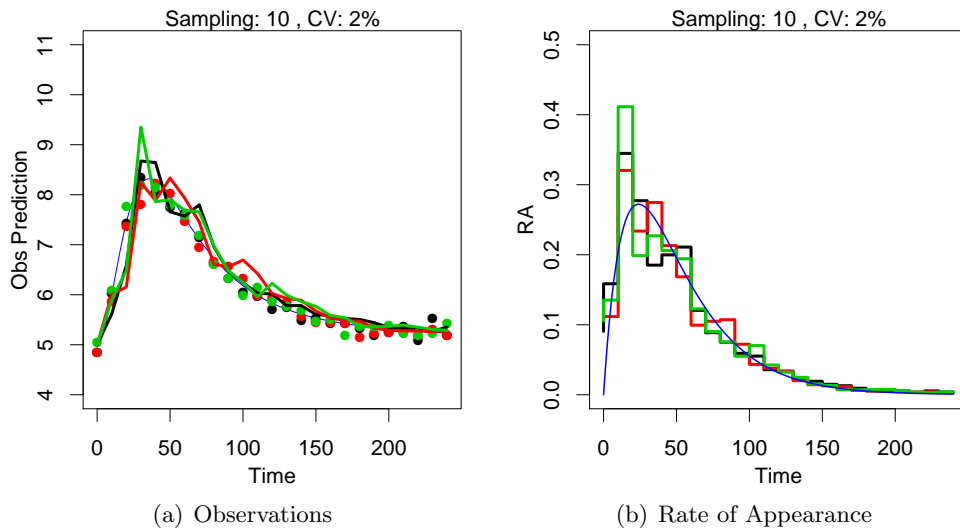 Sampling: 10 , CV: 2%
11
10
9
8
7
6
5
4
Obs Prediction
0 50 100 150 200
Time
(a) Observations
Sampling: 10 , CV: 2%
0.5
0.4
0.3
0.2
0.1
0.0
RA
0 50 100 150 200
Time
(b) Rate of Appearance